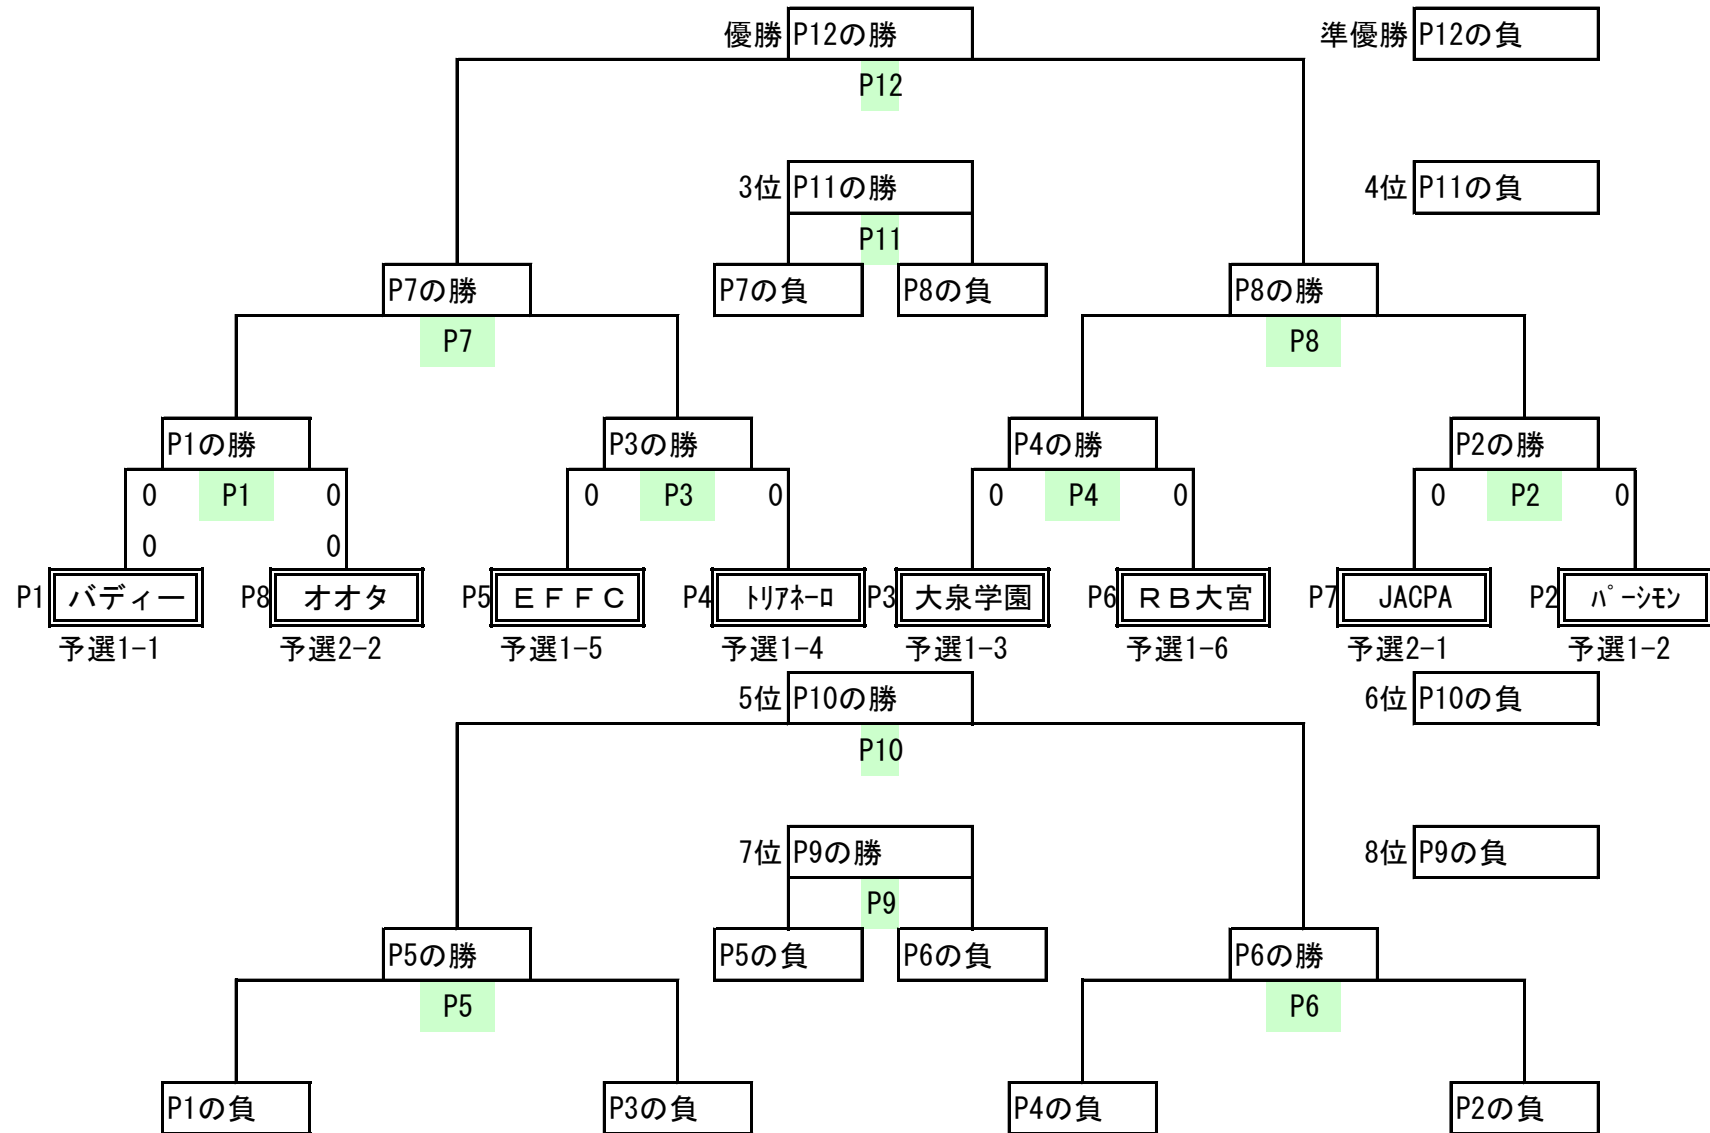 優勝 P12の勝 準優勝 P12の負
P12
3位 P11の勝 4位 P11の負
P11
P7の勝 P7の負 P8の負 P8の勝
P7 P8
P1の勝 P3の勝 P4の勝 P2の勝
0 P1 0 0 P3 0 0 P4 0 0 P2 0
0 0
P1 バディー P8 オオタ P5 ＥＦＦＣ P4 ﾄﾘｱﾈｰﾛ P3 大泉学園 P6 ＲＢ大宮 P7 JACPA P2 ﾊﾟｰｼﾓﾝ
予選1-1 予選2-2 予選1-5 予選1-4 予選1-3 予選1-6 予選2-1 予選1-2
5位 P10の勝 6位 P10の負
P10
7位 P9の勝 8位 P9の負
P9
P5の勝 P5の負 P6の負 P6の勝
P5 P6
P1の負 P3の負 P4の負 P2の負